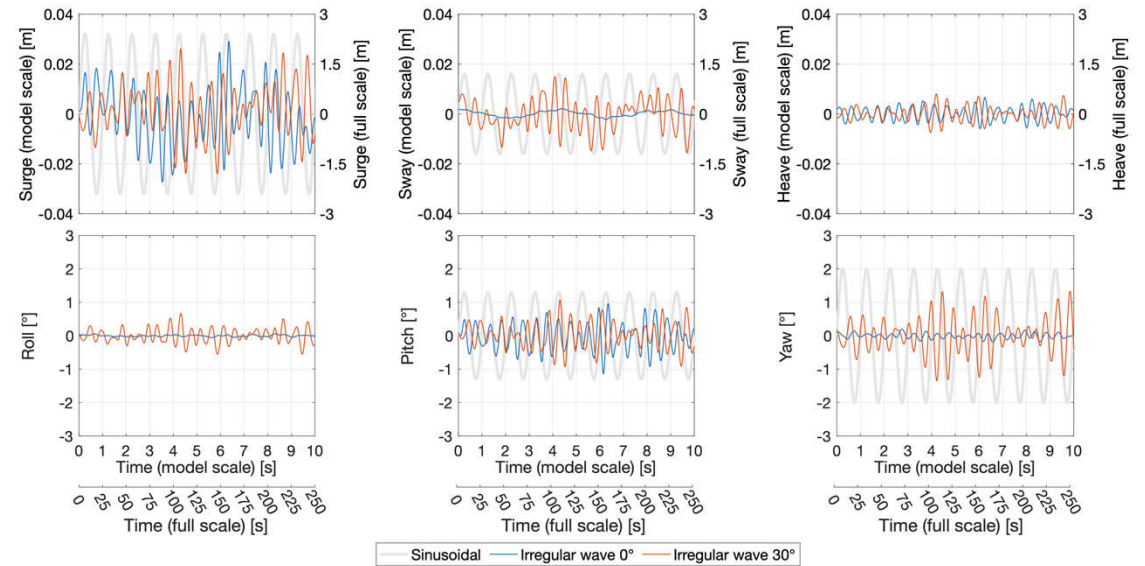 Surge (model scale) [m]
0.04
0.02
0
-0.02
-0.04
3
1.5
0
-1.5
-3
Surge (full scale) [m]
Sway (model scale) [m]
0.04
0.02
0
-0.02
-0.04
3
1.5
0
-1.5
-3
Sway (full scale) [m]
Heave (model scale) [m]
0.04
0.02
0
-0.02
-0.04
3
1.5
0
-1.5
-3
Heave (full scale) [m]
Roll [°]
3
2
1
0
-1
-2
-3
0 1 2 3 4 5 6 7 8 9 10
Time (model scale) [s]
0 25 50 75 100 125 150 175 200 225 250
Time (full scale) [s]
Pitch [°]
3
2
1
0
-1
-2
-3
0 1 2 3 4 5 6 7 8 9 10
Time (model scale) [s]
0 25 50 75 100 125 150 175 200 225 250
Time (full scale) [s]
Yaw [°]
3
2
1
0
-1
-2
-3
0 1 2 3 4 5 6 7 8 9 10
Time (model scale) [s]
0 25 50 75 100 125 150 175 200 225 250
Time (full scale) [s]
Sinusoidal Irregular wave 0° Irregular wave 30°